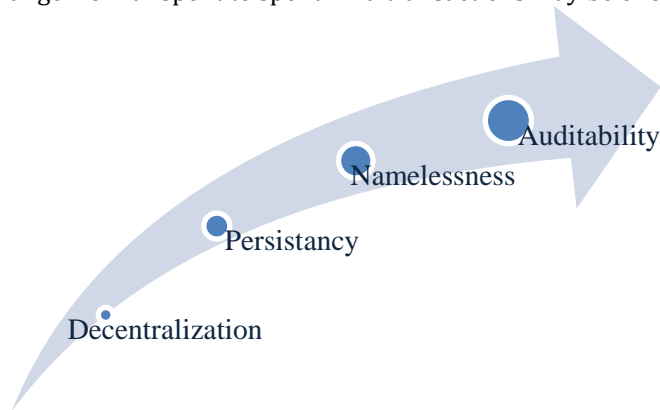 Auditability
Namelessness
Persistancy
Decentralization